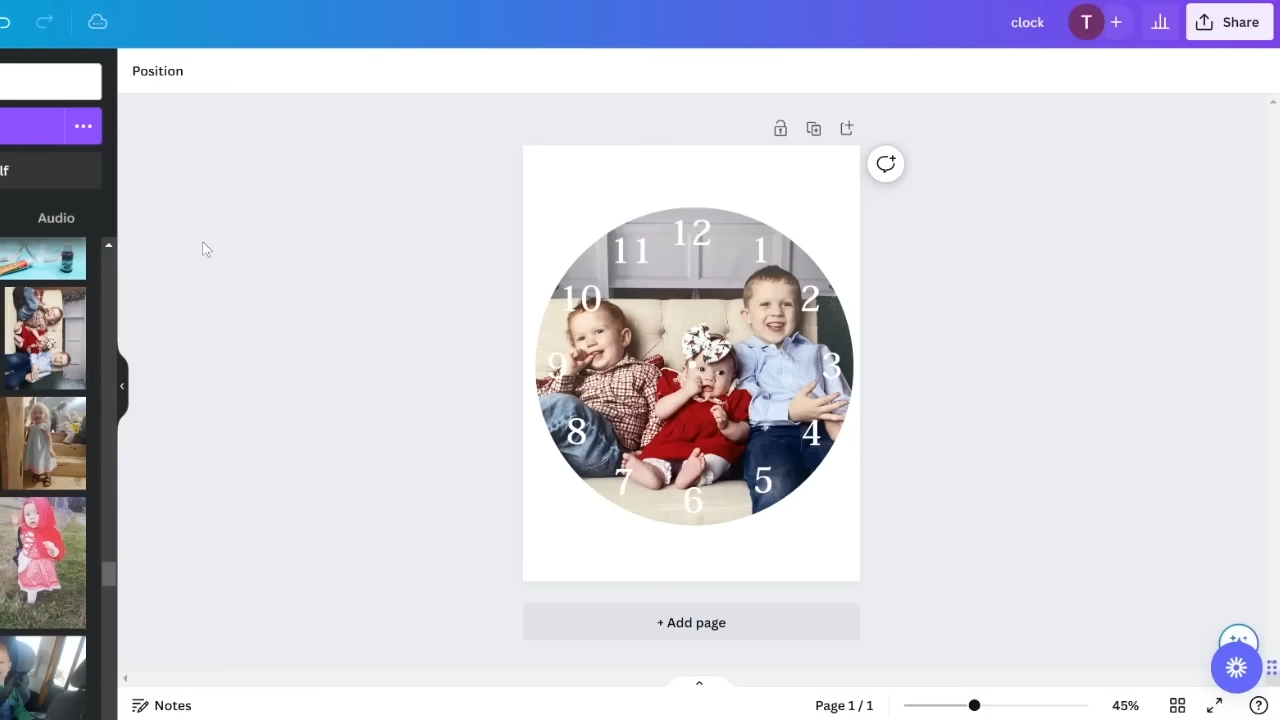 clock
T
+
Share
Position
lf
Audio
12
11
1
10
2
9
3
8
4
7
5
6
+ Add page
Notes
Page 1 / 1
45%
?